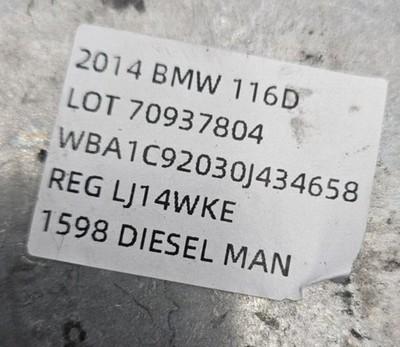 2014 BMW 116D
LOT 70937804
WBA1C92030J434658
REG LJ14WKE
1598 DIESEL MAN